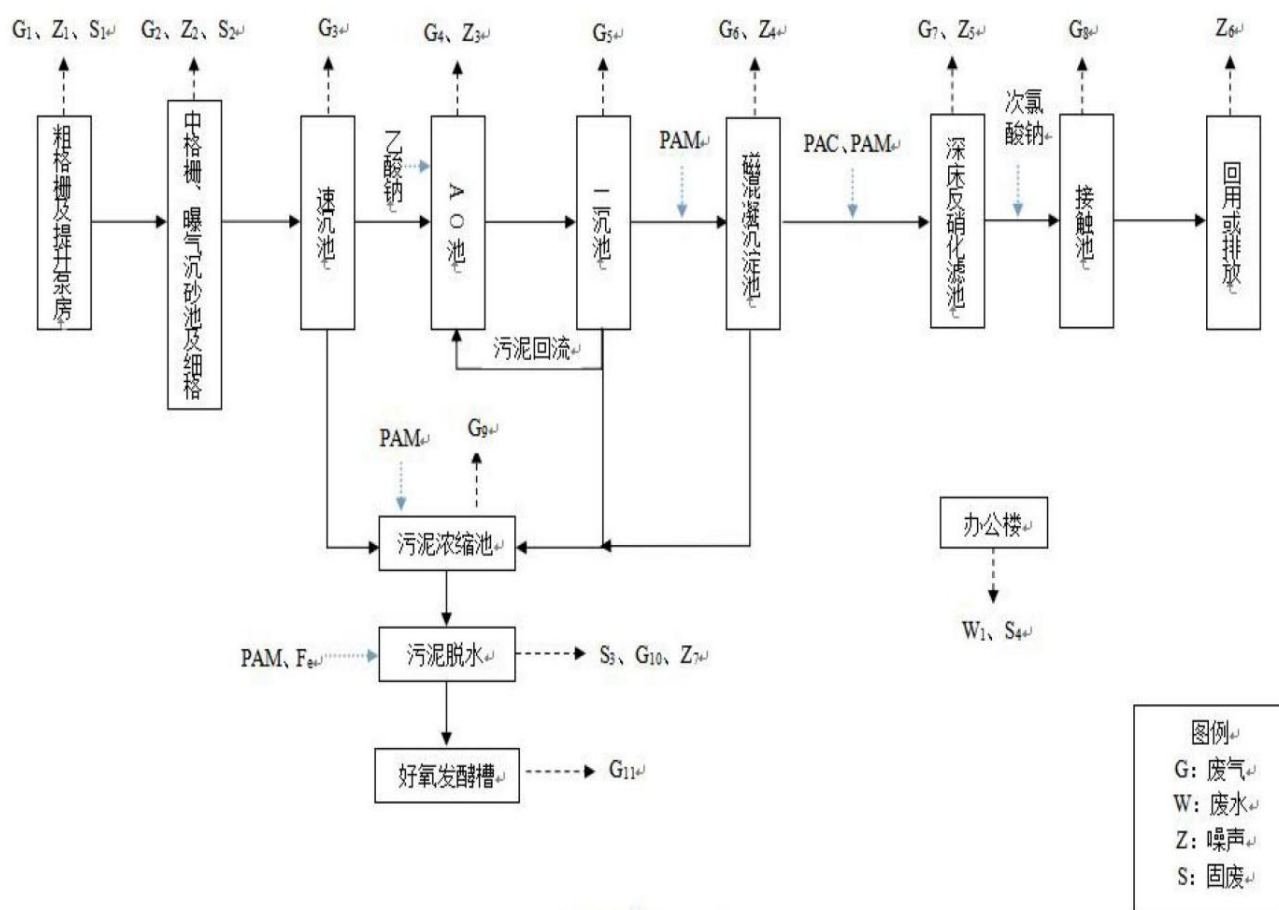 G₁、Z₁、S₁
G₂、Z₂、S₂
G₃
G₄、Z₃
G₅
G₆、Z₄
G₇、Z₅
G₈
Z₆
粗格栅及提升泵房
中格栅、曝气沉砂池及细格
速沉池
乙酸钠
AO池
二沉池
PAM
磁混凝沉淀池
PAC、PAM
深床反硝化滤池
次氯
酸钠
接触池
回用或排放
污泥回流
PAM
G₉
污泥浓缩池
办公楼
W₁、S₄
PAM、Fₑ
污泥脱水
S₃、G₁₀、Z₇
好氧发酵槽
G₁₁
图例
G：废气
W：废水
Z：噪声
S：固废